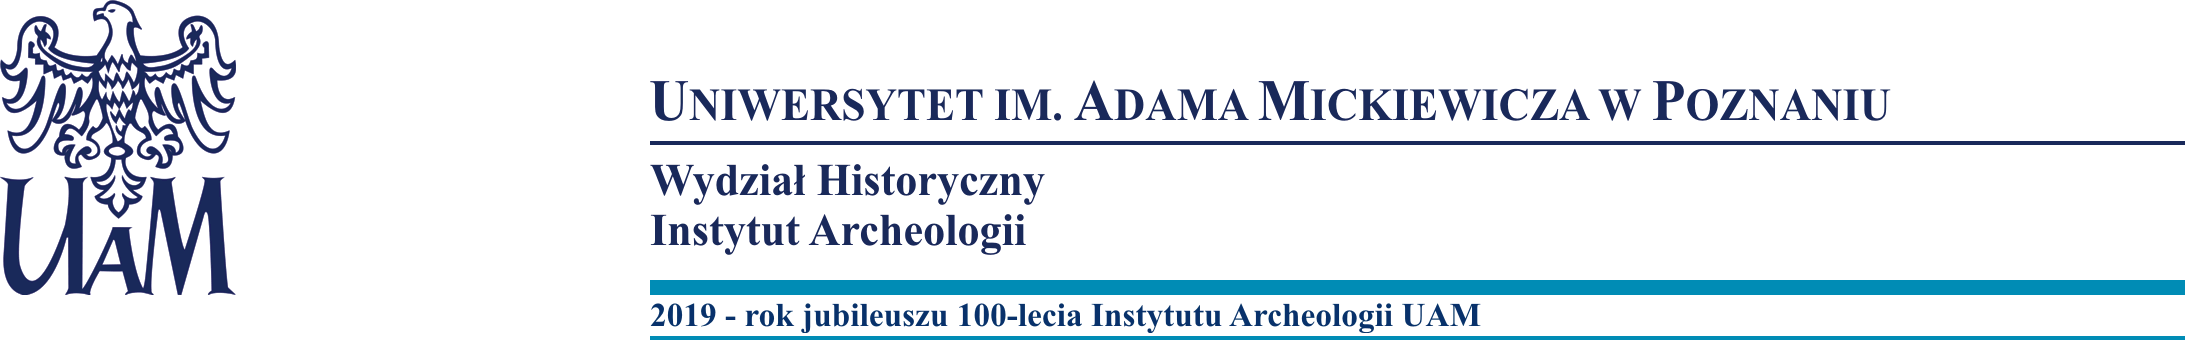 UAM
UNIWERSYTET IM. ADAMA MICKIEWICZA W POZNANIU
Wydział Historyczny
Instytut Archeologii
2019 - rok jubileuszu 100-lecia Instytutu Archeologii UAM